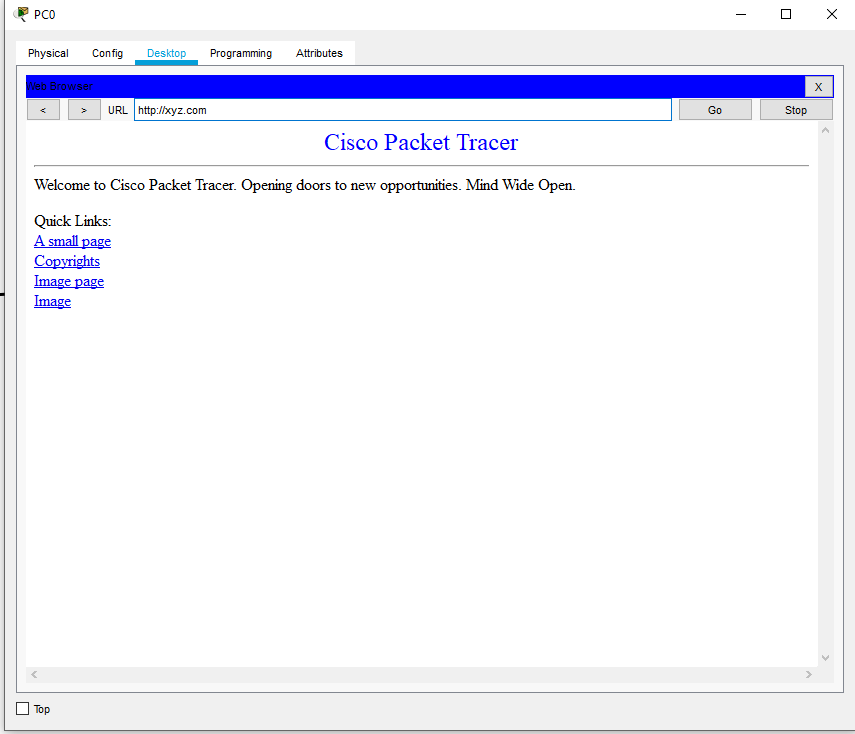 PC0
Physical Config Desktop Programming Attributes
Web Browser X
< > URL http://xyz.com Go Stop
Cisco Packet Tracer
Welcome to Cisco Packet Tracer. Opening doors to new opportunities. Mind Wide Open.
Quick Links:
A small page
Copyrights
Image page
Image
Top